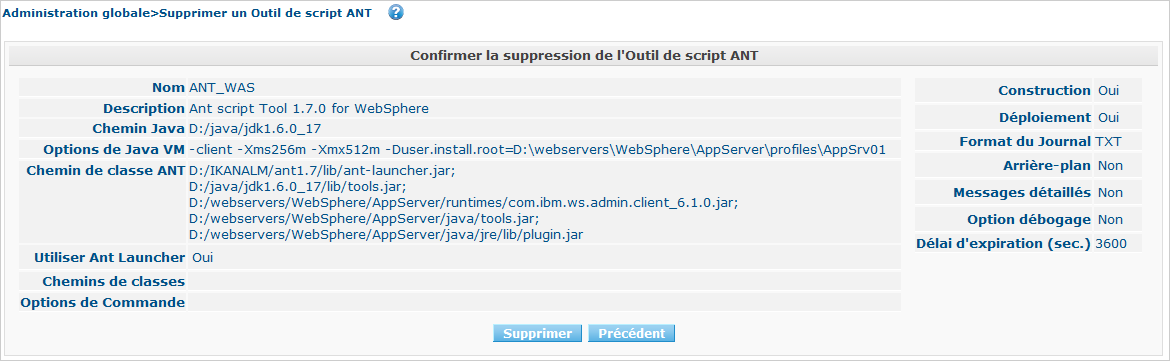 Administration globale>Supprimer un Outil de script ANT ?
Confirmer la suppression de l'Outil de script ANT
Nom ANT_WAS
Description Ant script Tool 1.7.0 for WebSphere
Chemin Java D:/java/jdk1.6.0_17
Options de Java VM -client -Xms256m -Xmx512m -Duser.install.root=D:\webservers\WebSphere\AppServer\profiles\AppSrv01
Chemin de classe ANT D:/IKANALM/ant1.7/lib/ant-launcher.jar;
D:/java/jdk1.6.0_17/lib/tools.jar;
D:/webservers/WebSphere/AppServer/runtimes/com.ibm.ws.admin.client_6.1.0.jar;
D:/webservers/WebSphere/AppServer/java/tools.jar;
D:/webservers/WebSphere/AppServer/java/jre/lib/plugin.jar
Utiliser Ant Launcher Oui
Chemins de classes
Options de Commande
Construction Oui
Déploiement Oui
Format du Journal TXT
Arrière-plan Non
Messages détaillés Non
Option débogage Non
Délai d'expiration (sec.) 3600
Supprimer Précédent